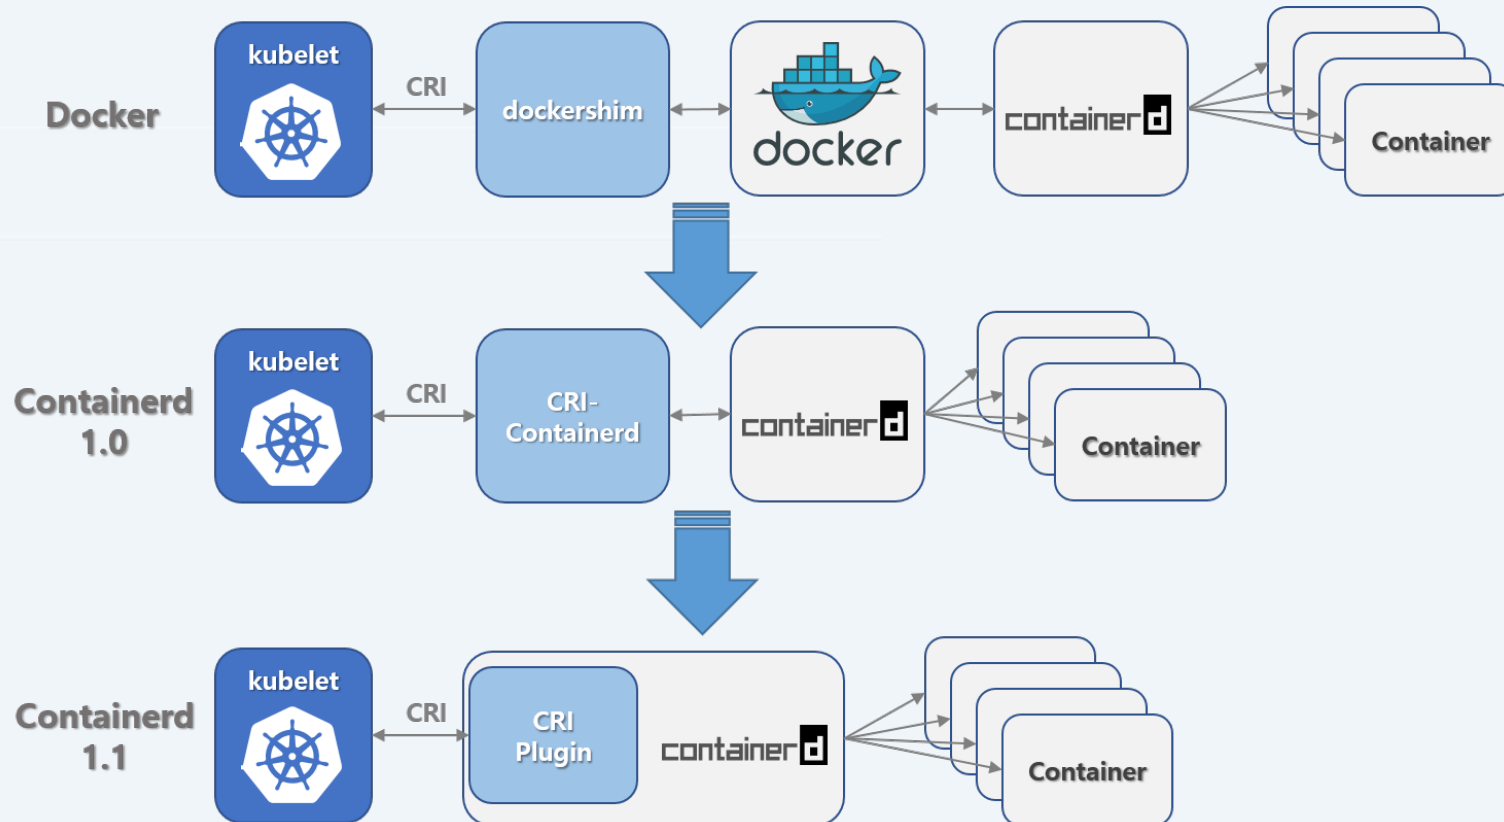 Docker
kubelet
CRI
dockershim
docker
containerd
Container
Containerd
1.0
kubelet
CRI
CRI-
Containerd
containerd
Container
Containerd
1.1
kubelet
CRI
CRI
Plugin
containerd
Container